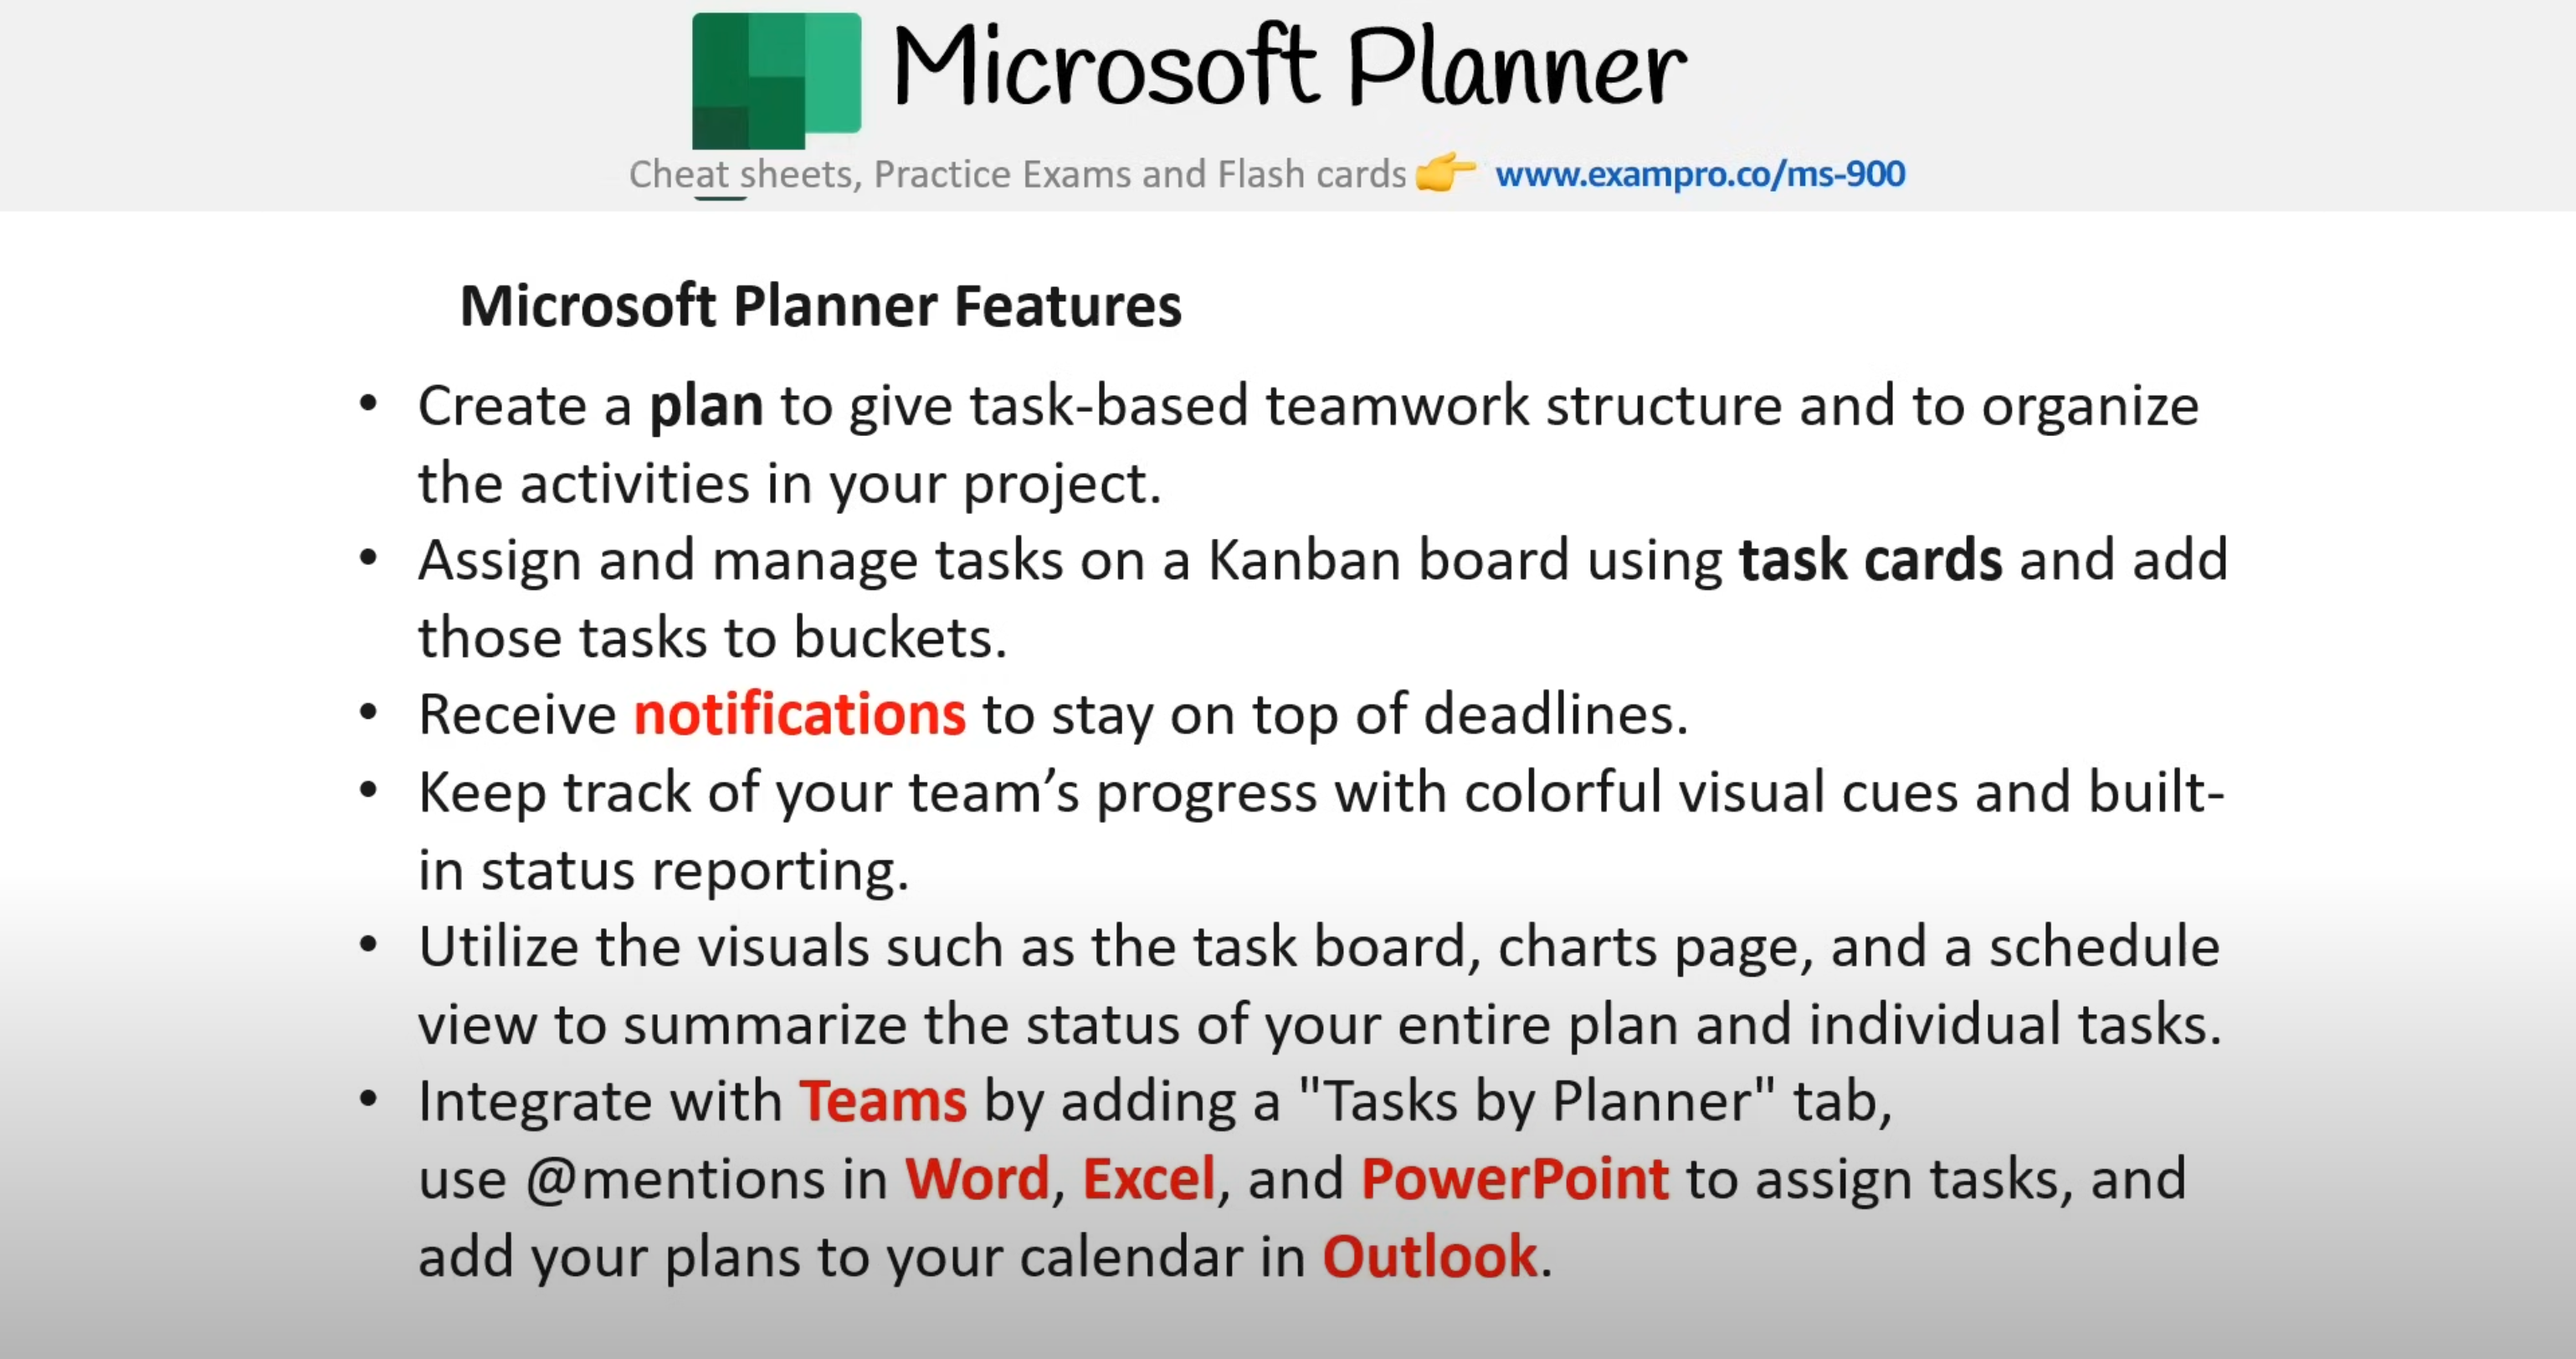 Microsoft Planner
Cheat sheets, Practice Exams and Flash cards 👉 www.exampro.co/ms-900
Microsoft Planner Features
• Create a plan to give task-based teamwork structure and to organize
the activities in your project.
• Assign and manage tasks on a Kanban board using task cards and add
those tasks to buckets.
• Receive notifications to stay on top of deadlines.
• Keep track of your team’s progress with colorful visual cues and built-
in status reporting.
• Utilize the visuals such as the task board, charts page, and a schedule
view to summarize the status of your entire plan and individual tasks.
• Integrate with Teams by adding a "Tasks by Planner" tab,
use @mentions in Word, Excel, and PowerPoint to assign tasks, and
add your plans to your calendar in Outlook.